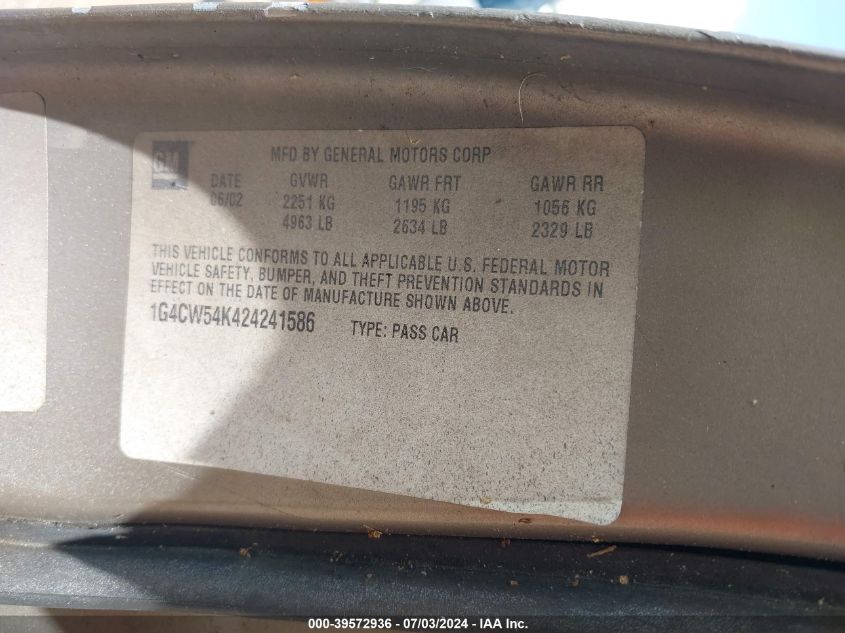 GM
MFD BY GENERAL MOTORS CORP
DATE GVWR GAWR FRT GAWR RR
06/02 2251 KG 1195 KG 1056 KG
4963 LB 2634 LB 2329 LB
THIS VEHICLE CONFORMS TO ALL APPLICABLE U.S. FEDERAL MOTOR
VEHICLE SAFETY, BUMPER, AND THEFT PREVENTION STANDARDS IN
EFFECT ON THE DATE OF MANUFACTURE SHOWN ABOVE.
1G4CW54K424241586 TYPE: PASS CAR
000-39572936 - 07/03/2024 - IAA Inc.